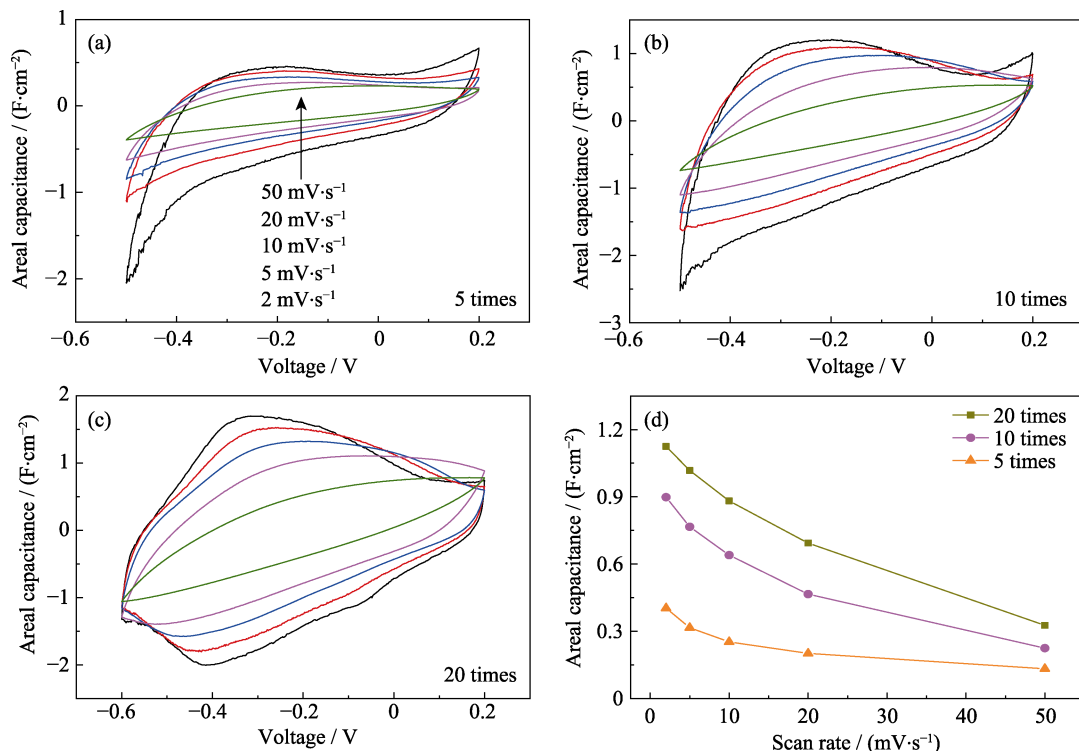 (a)
Areal capacitance / (F·cm⁻²)
1
0
−1
−2
50 mV·s⁻¹
20 mV·s⁻¹
10 mV·s⁻¹
5 mV·s⁻¹
2 mV·s⁻¹
5 times
−0.6 −0.4 −0.2 0 0.2
Voltage / V
(b)
Areal capacitance / (F·cm⁻²)
1
0
−1
−2
−3
10 times
−0.6 −0.4 −0.2 0 0.2
Voltage / V
(c)
Areal capacitance / (F·cm⁻²)
2
1
0
−1
−2
20 times
−0.6 −0.4 −0.2 0 0.2
Voltage / V
(d)
Areal capacitance / (F·cm⁻²)
1.2
0.9
0.6
0.3
0
20 times
10 times
5 times
0 10 20 30 40 50
Scan rate / (mV·s⁻¹)